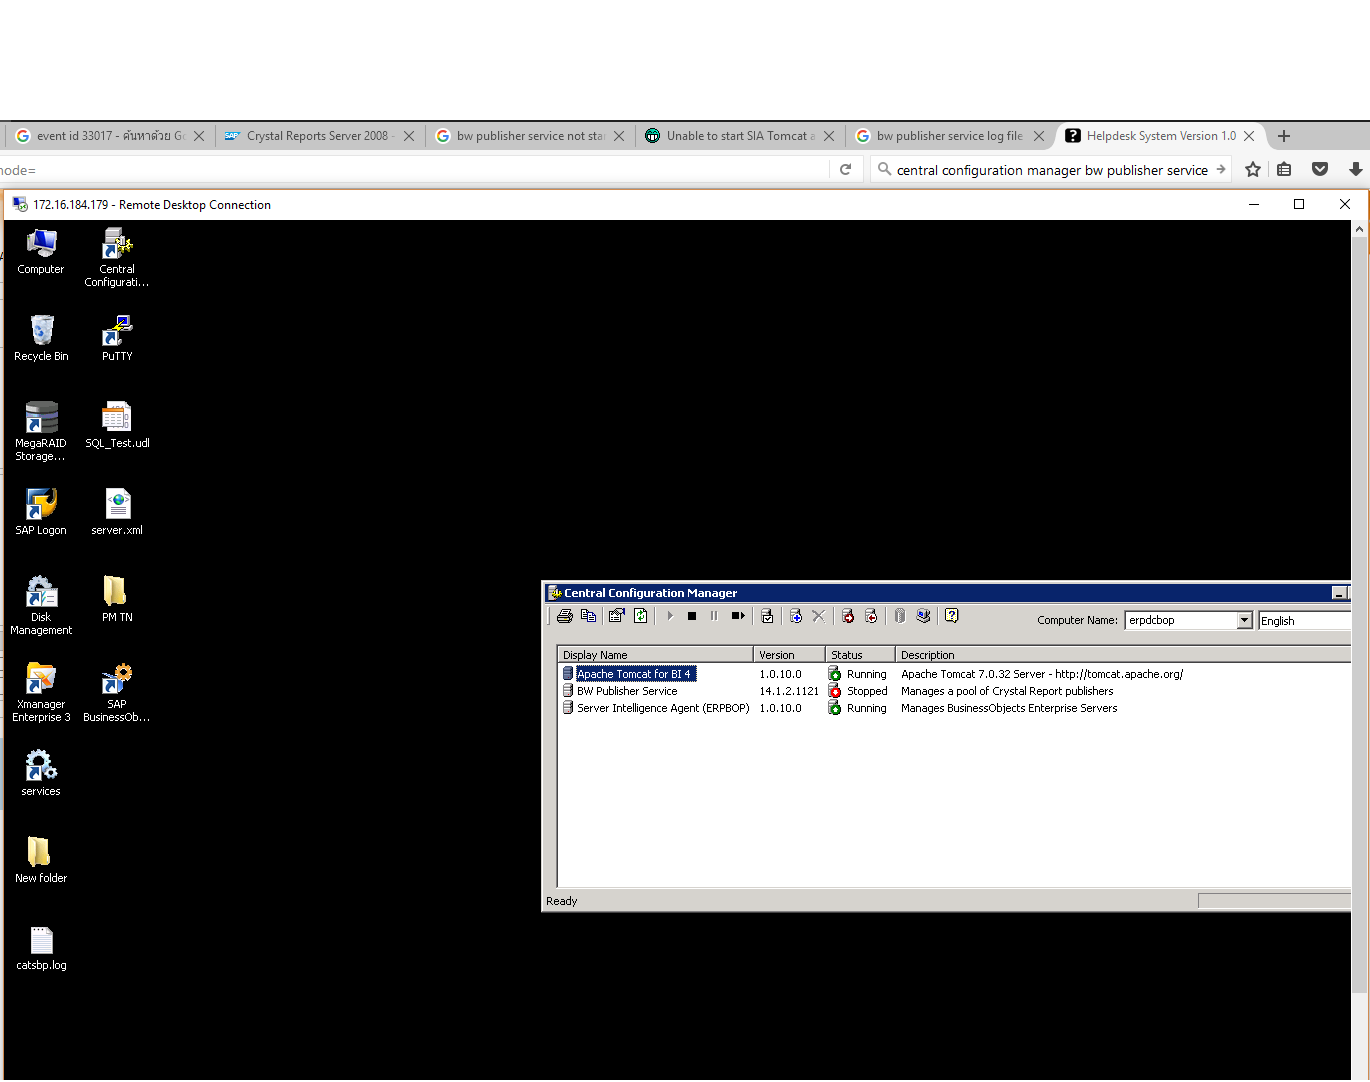 event id 33017 - ค้นหาด้วย Go
Crystal Reports Server 2008 -
bw publisher service not star
Unable to start SIA Tomcat a
bw publisher service log file
Helpdesk System Version 1.0
node=
central configuration manager bw publisher service
172.16.184.179 - Remote Desktop Connection
Computer
Central
Configurati...
Recycle Bin
PuTTY
MegaRAID
Storage...
SQL_Test.udl
SAP Logon
server.xml
Disk
Management
PM TN
Xmanager
Enterprise 3
SAP
BusinessOb...
services
New folder
catsbp.log
Central Configuration Manager
Computer Name: erpdcbop English
Display Name Version Status Description
Apache Tomcat for BI 4 1.0.10.0 Running Apache Tomcat 7.0.32 Server - http://tomcat.apache.org/
BW Publisher Service 14.1.2.1121 Stopped Manages a pool of Crystal Report publishers
Server Intelligence Agent (ERPBOP) 1.0.10.0 Running Manages BusinessObjects Enterprise Servers
Ready